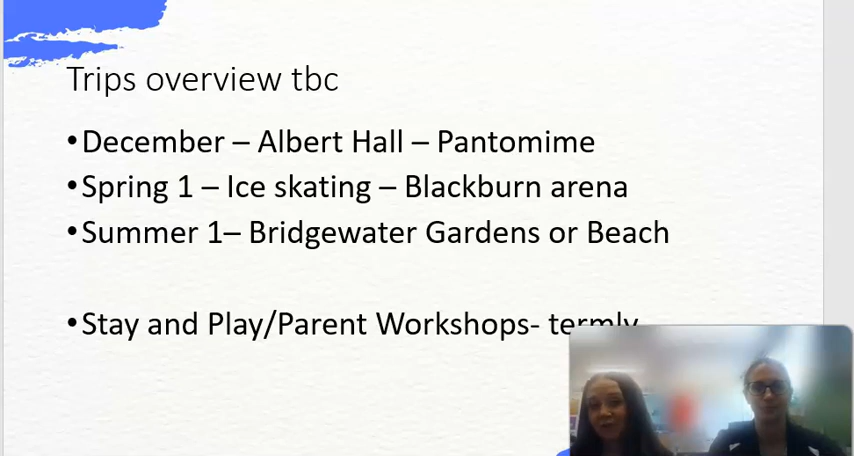 Trips overview tbc
•December – Albert Hall – Pantomime
•Spring 1 – Ice skating – Blackburn arena
•Summer 1– Bridgewater Gardens or Beach
•Stay and Play/Parent Workshops- termly